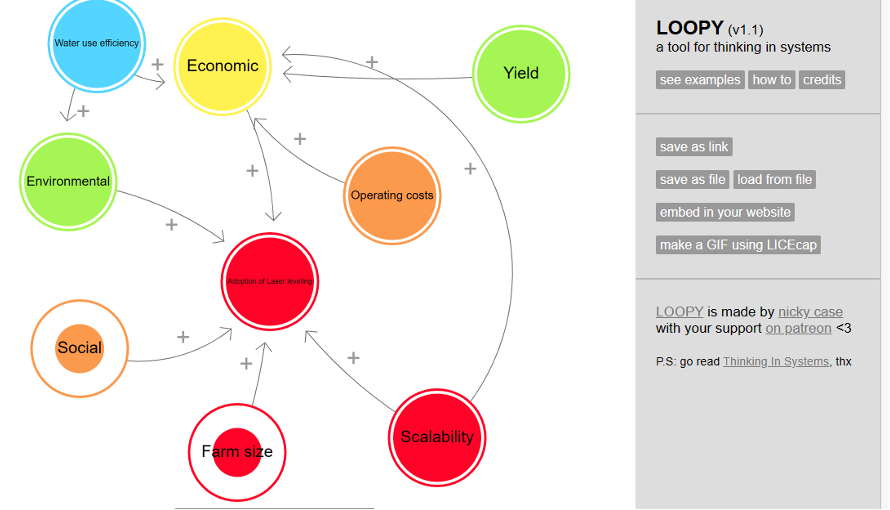 Water use efficiency
Economic
Yield
Environmental
Operating costs
Adoption of Laser leveling
Social
Farm size
Scalability
+
+
+
+
+
+
+
+
+
+
LOOPY (v1.1)
a tool for thinking in systems
see examples how to credits
save as link
save as file load from file
embed in your website
make a GIF using LICEcap
LOOPY is made by nicky case
with your support on patreon <3
P.S: go read Thinking In Systems, thx